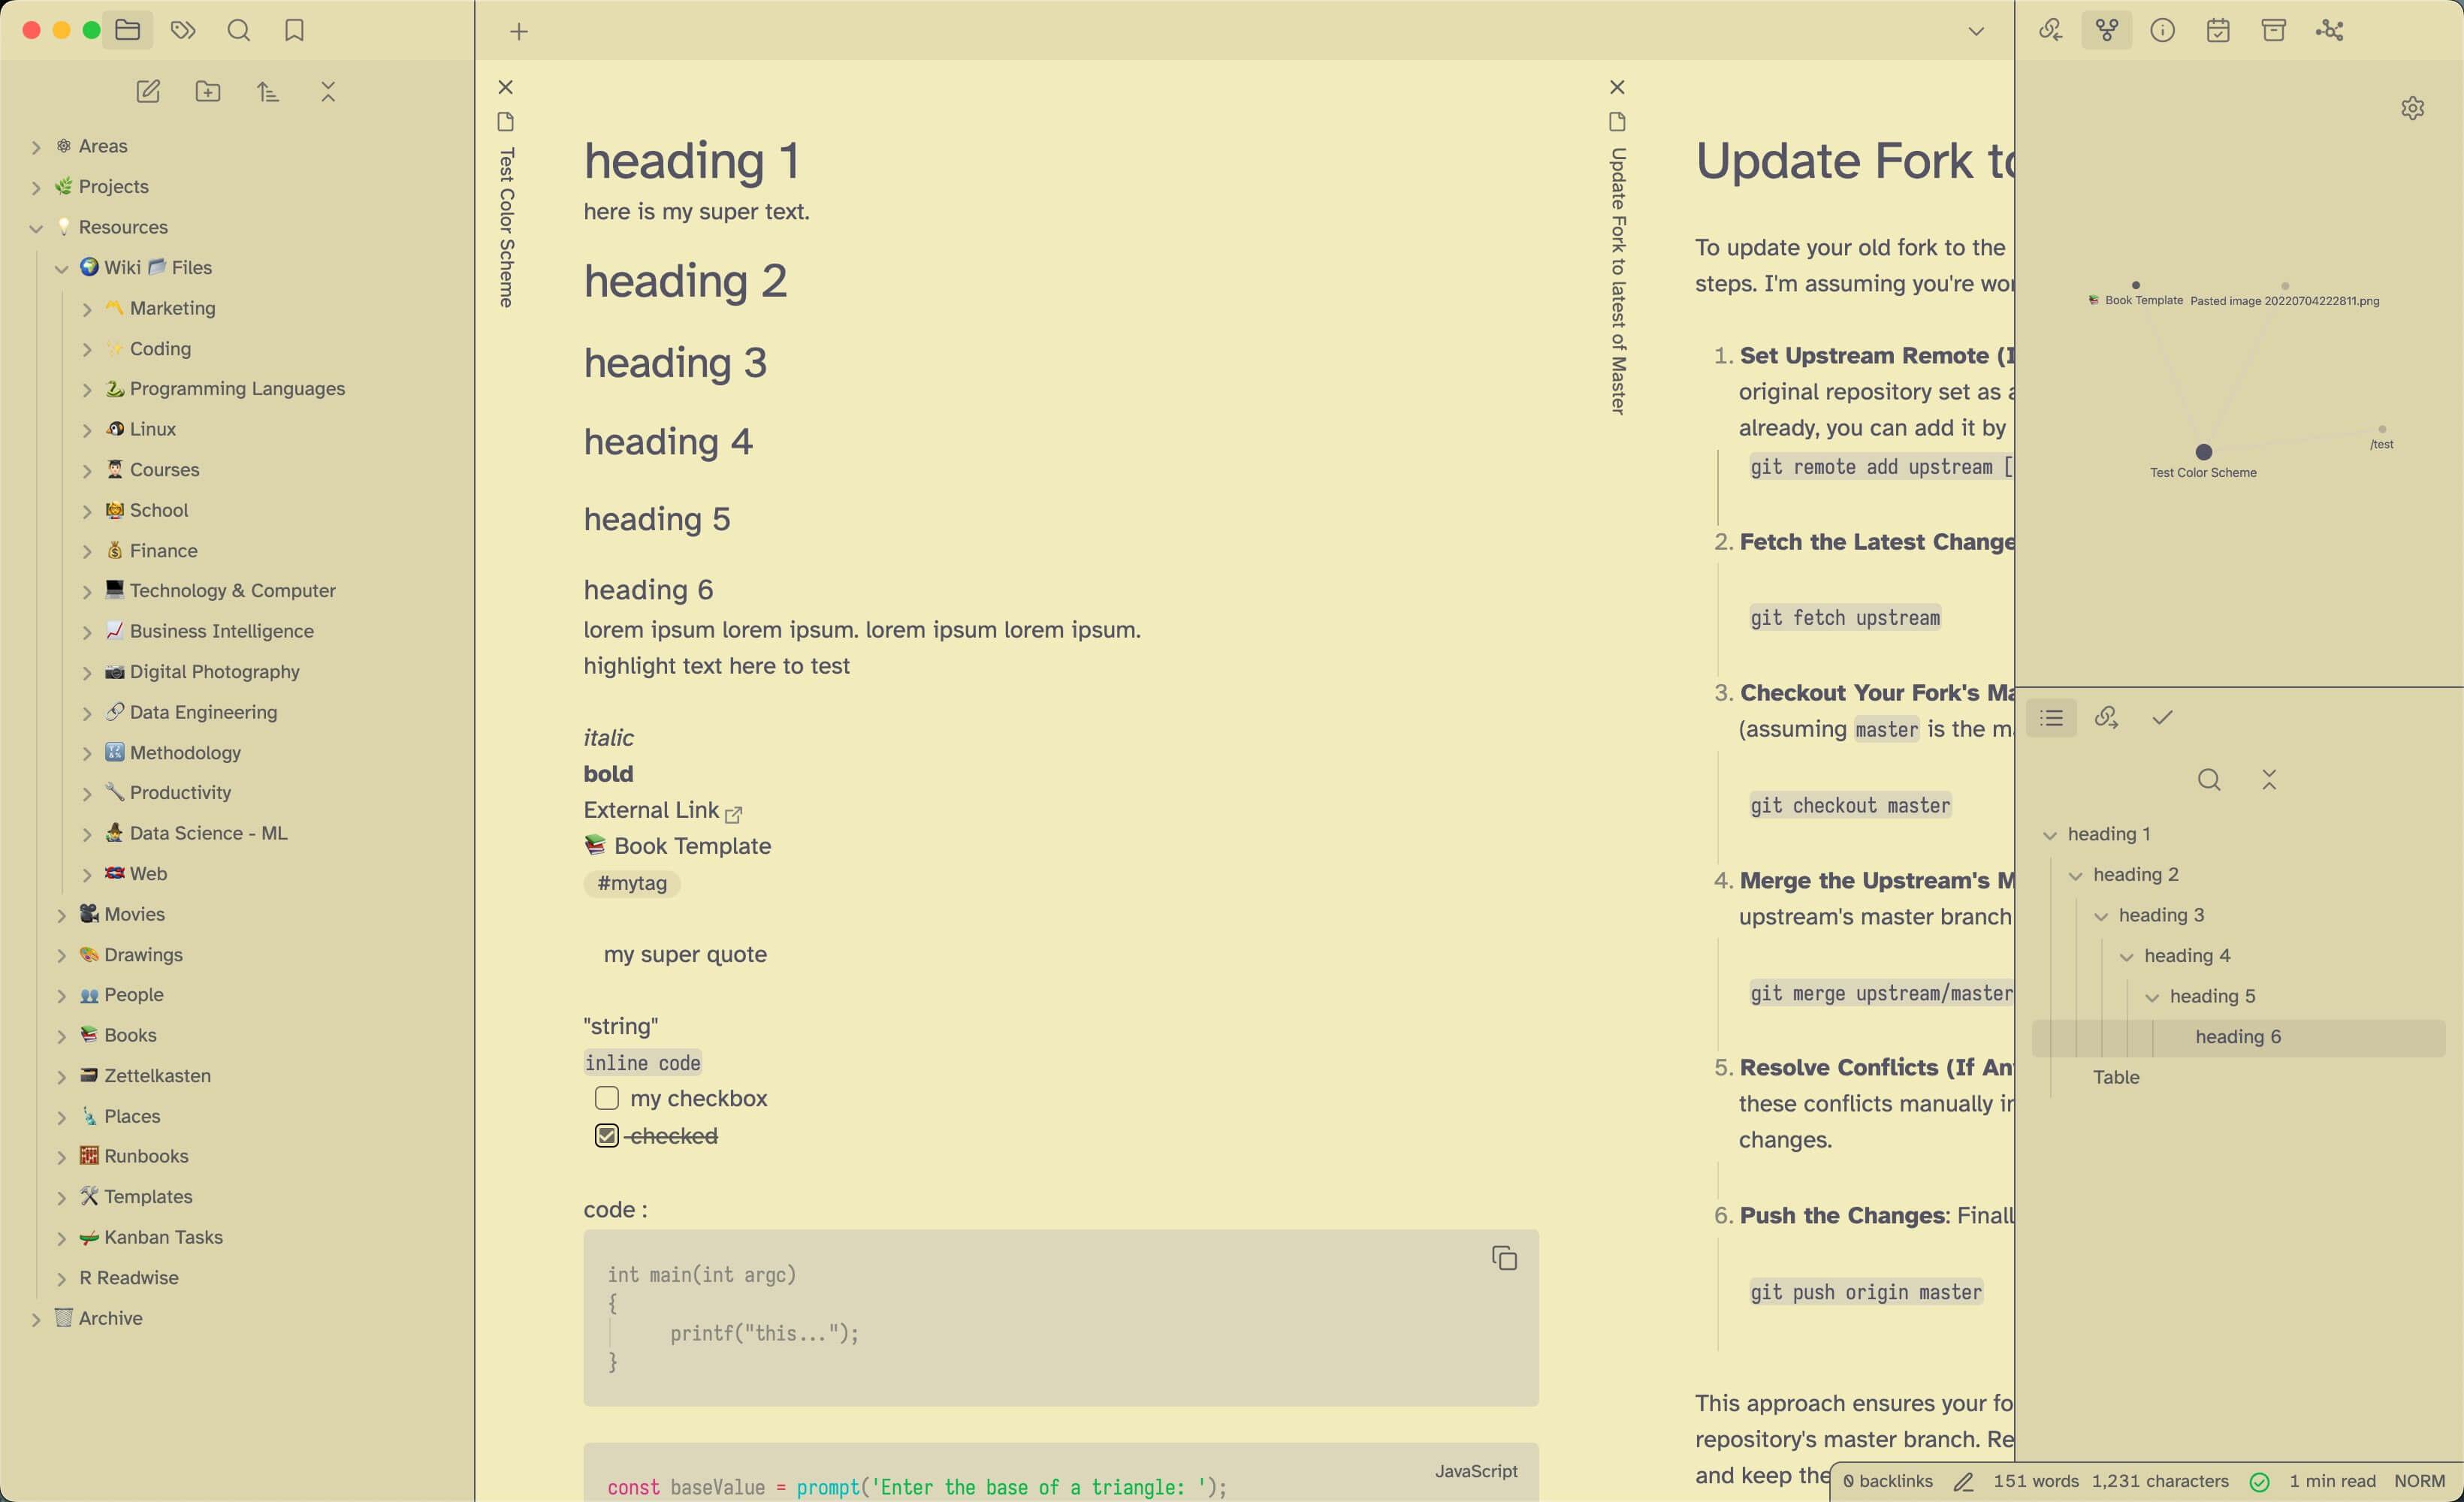 Areas
Projects
Resources
Wiki Files
Marketing
Coding
Programming Languages
Linux
Courses
School
Finance
Technology & Computer
Business Intelligence
Digital Photography
Data Engineering
Methodology
Productivity
Data Science - ML
Web
Movies
Drawings
People
Books
Zettelkasten
Places
Runbooks
Templates
Kanban Tasks
R Readwise
Archive
Test Color Scheme
heading 1
here is my super text.
heading 2
heading 3
heading 4
heading 5
heading 6
lorem ipsum lorem ipsum. lorem ipsum lorem ipsum.
highlight text here to test
italic
bold
External Link
Book Template
#mytag
my super quote
"string"
inline code
my checkbox
checked
code :
int main(int argc)
{
printf("this...");
}
JavaScript
const baseValue = prompt('Enter the base of a triangle: ');
Update Fork to latest of Master
Update Fork to
To update your old fork to the
steps. I'm assuming you're wor
1. Set Upstream Remote (I
original repository set as a
already, you can add it by
git remote add upstream [
2. Fetch the Latest Change
git fetch upstream
3. Checkout Your Fork's Ma
(assuming master is the m
git checkout master
4. Merge the Upstream's M
upstream's master branch
git merge upstream/master
5. Resolve Conflicts (If An
these conflicts manually in
changes.
6. Push the Changes: Finall
git push origin master
This approach ensures your fo
repository's master branch. Re
and keep the
Book Template
Pasted image 20220704222811.png
/test
Test Color Scheme
heading 1
heading 2
heading 3
heading 4
heading 5
heading 6
Table
0 backlinks 151 words 1,231 characters 1 min read NORM